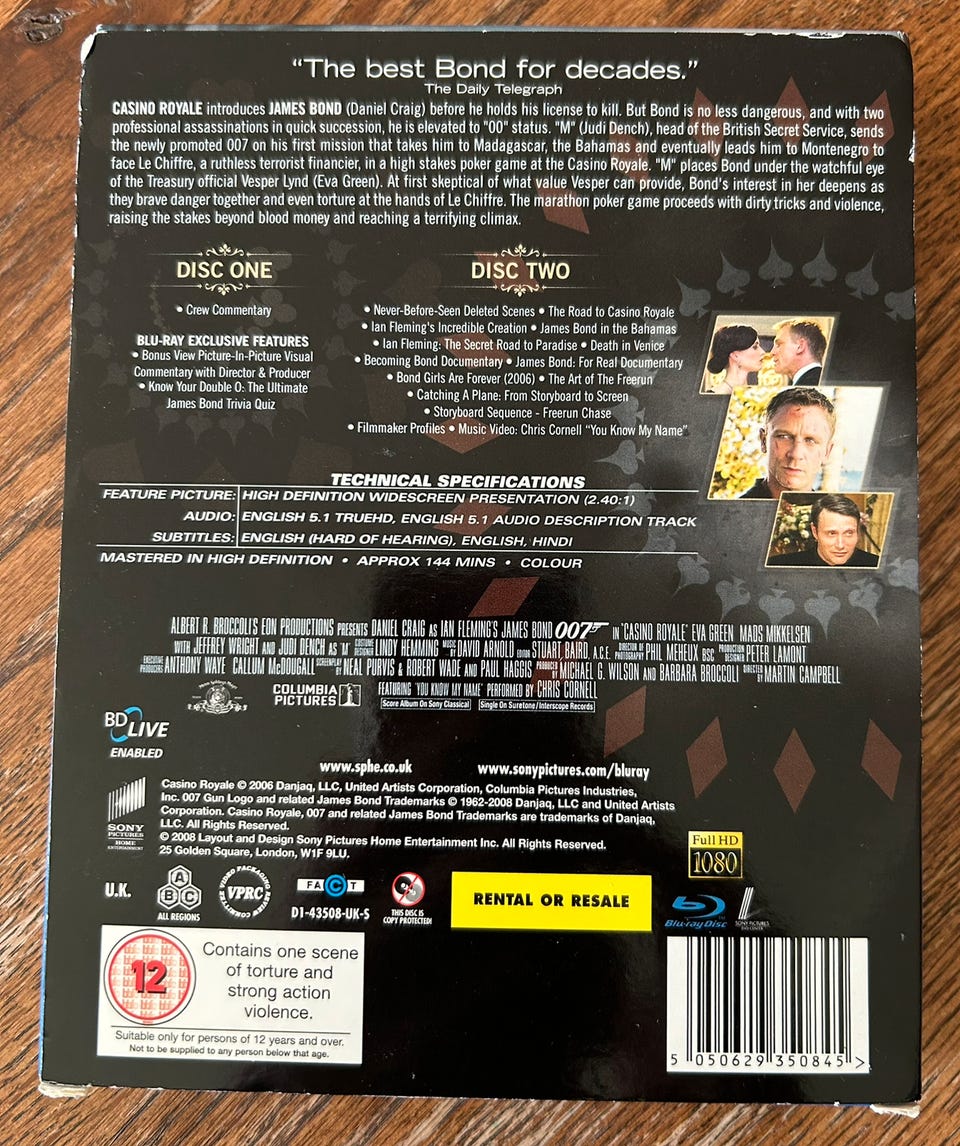 “The best Bond for decades.”
The Daily Telegraph
CASINO ROYALE introduces JAMES BOND (Daniel Craig) before he holds his license to kill. But Bond is no less dangerous, and with two
professional assassinations in quick succession, he is elevated to "00" status. "M" (Judi Dench), head of the British Secret Service, sends
the newly promoted 007 on his first mission that takes him to Madagascar, the Bahamas and eventually leads him to Montenegro to
face Le Chiffre, a ruthless terrorist financier, in a high stakes poker game at the Casino Royale. "M" places Bond under the watchful eye
of the Treasury official Vesper Lynd (Eva Green). At first skeptical of what value Vesper can provide, Bond's interest in her deepens as
they brave danger together and even torture at the hands of Le Chiffre. The marathon poker game proceeds with dirty tricks and violence,
raising the stakes beyond blood money and reaching a terrifying climax.
DISC ONE
• Crew Commentary
BLU-RAY EXCLUSIVE FEATURES
• Bonus View Picture-In-Picture Visual
Commentary with Director & Producer
• Know Your Double O: The Ultimate
James Bond Trivia Quiz
DISC TWO
• Never-Before-Seen Deleted Scenes • The Road to Casino Royale
• Ian Fleming's Incredible Creation • James Bond in the Bahamas
• Ian Fleming: The Secret Road to Paradise • Death in Venice
• Becoming Bond Documentary • James Bond: For Real Documentary
• Bond Girls Are Forever (2006) • The Art of The Freerun
• Catching A Plane: From Storyboard to Screen
• Storyboard Sequence - Freerun Chase
• Filmmaker Profiles • Music Video: Chris Cornell “You Know My Name”
TECHNICAL SPECIFICATIONS
FEATURE PICTURE: HIGH DEFINITION WIDESCREEN PRESENTATION (2.40:1)
AUDIO: ENGLISH 5.1 TRUEHD, ENGLISH 5.1 AUDIO DESCRIPTION TRACK
SUBTITLES: ENGLISH (HARD OF HEARING), ENGLISH, HINDI
MASTERED IN HIGH DEFINITION • APPROX 144 MINS • COLOUR
ALBERT R. BROCCOLI'S EON PRODUCTIONS PRESENTS DANIEL CRAIG AS IAN FLEMING'S JAMES BOND 007 IN 'CASINO ROYALE' EVA GREEN MADS MIKKELSEN
WITH JEFFREY WRIGHT AND JUDI DENCH AS 'M' COSTUME DESIGNER LINDY HEMMING MUSIC BY DAVID ARNOLD EDITOR STUART BAIRD, A.C.E. DIRECTOR OF PHOTOGRAPHY PHIL MEHEUX BSC PRODUCTION DESIGNER PETER LAMONT
EXECUTIVE PRODUCERS ANTHONY WAYE CALLUM McDOUGALL SCREENPLAY BY NEAL PURVIS & ROBERT WADE AND PAUL HAGGIS PRODUCED BY MICHAEL G. WILSON AND BARBARA BROCCOLI DIRECTED BY MARTIN CAMPBELL
COLUMBIA
PICTURES
FEATURING 'YOU KNOW MY NAME' PERFORMED BY CHRIS CORNELL
Score Album On Sony Classical Single On Suretone/Interscope Records
BD LIVE
ENABLED
www.sphe.co.uk www.sonypictures.com/bluray
SONY
PICTURES
HOME
ENTERTAINMENT
Casino Royale © 2006 Danjaq, LLC, United Artists Corporation, Columbia Pictures Industries,
Inc. 007 Gun Logo and related James Bond Trademarks © 1962-2008 Danjaq, LLC and United Artists
Corporation. Casino Royale, 007 and related James Bond Trademarks are trademarks of Danjaq,
LLC. All Rights Reserved.
© 2008 Layout and Design Sony Pictures Home Entertainment Inc. All Rights Reserved.
25 Golden Square, London, W1F 9LU.
Full HD
1080
U.K.
A
B C
ALL REGIONS
VIDEO PACKAGING REVIEW COMMITTEE
VPRC
FACT
D1-43508-UK-S
THIS DISC IS
COPY PROTECTED
RENTAL OR RESALE
Blu-ray Disc
SONY PICTURES
DVD CENTER
12
Contains one scene
of torture and
strong action
violence.
Suitable only for persons of 12 years and over.
Not to be supplied to any person below that age.
5 050629 350845 >